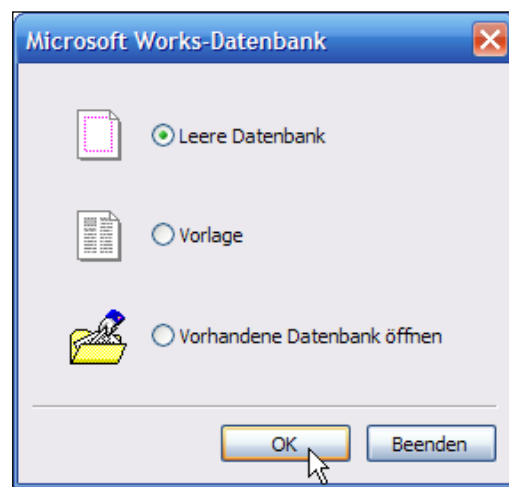 Microsoft Works-Datenbank
Leere Datenbank
Vorlage
Vorhandene Datenbank öffnen
OK Beenden